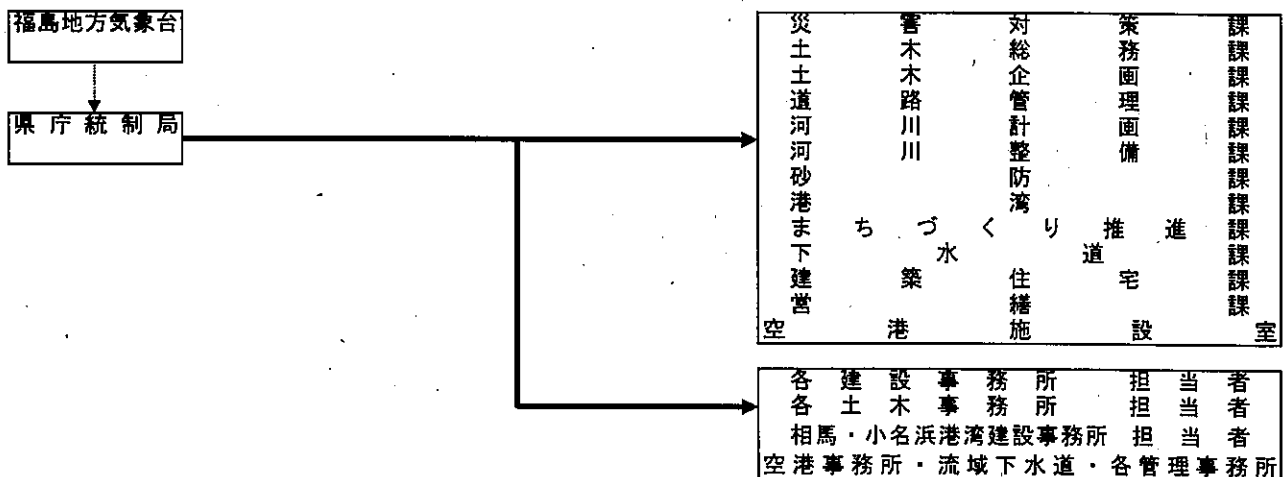 福島地方気象台
県庁統制局
災害対策課
土木総務課
土木企画課
道路管理課
河川計画課
河川整備課
砂防課
港湾課
まちづくり推進課
下水道課
建築住宅課
営繕課
空港施設室
各建設事務所 担当者
各土木事務所 担当者
相馬・小名浜港湾建設事務所 担当者
空港事務所・流域下水道・各管理事務所